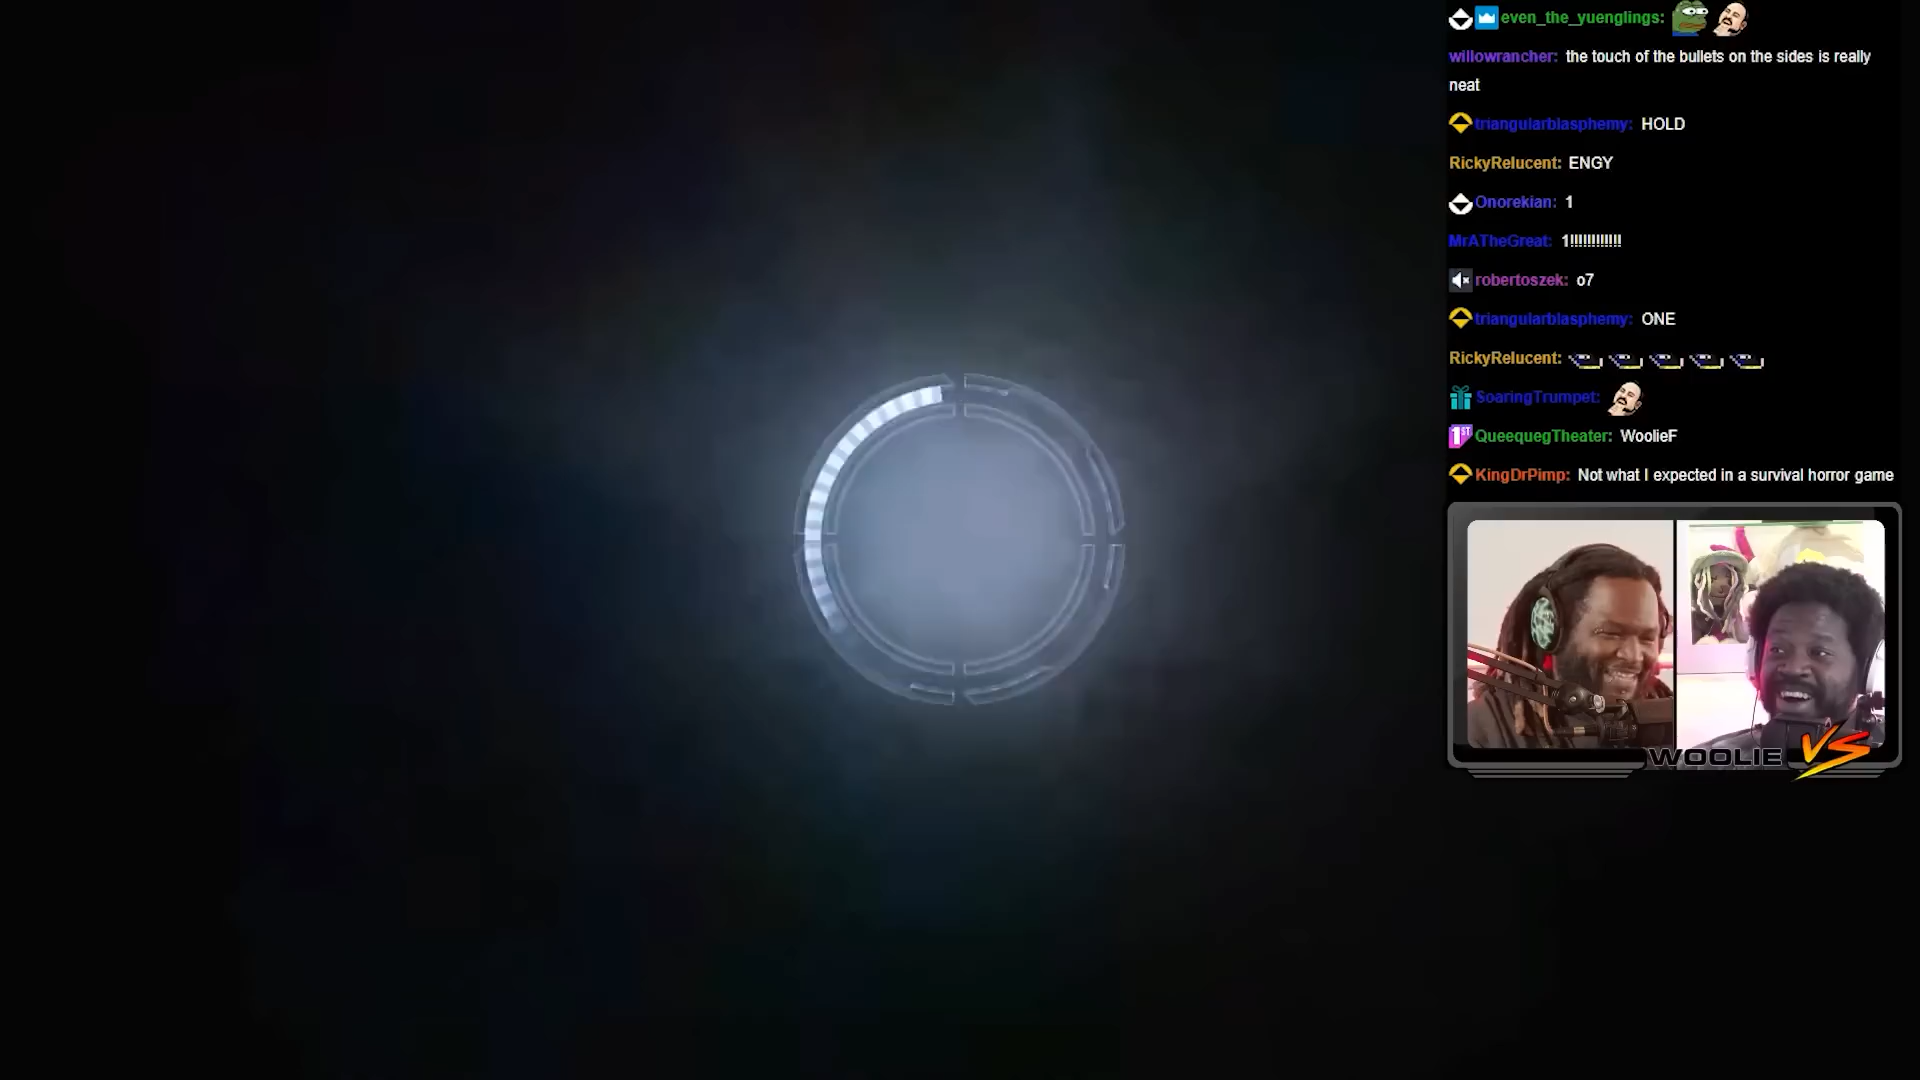 even_the_yuenglings:
willowrancher: the touch of the bullets on the sides is really
neat
triangularblasphemy: HOLD
RickyRelucent: ENGY
Onorekian: 1
MrATheGreat: 1!!!!!!!!!!!!
robertoszek: o7
triangularblasphemy: ONE
RickyRelucent:
SoaringTrumpet:
1ST QueequegTheater: WoolieF
KingDrPimp: Not what I expected in a survival horror game
WOOLIE VS